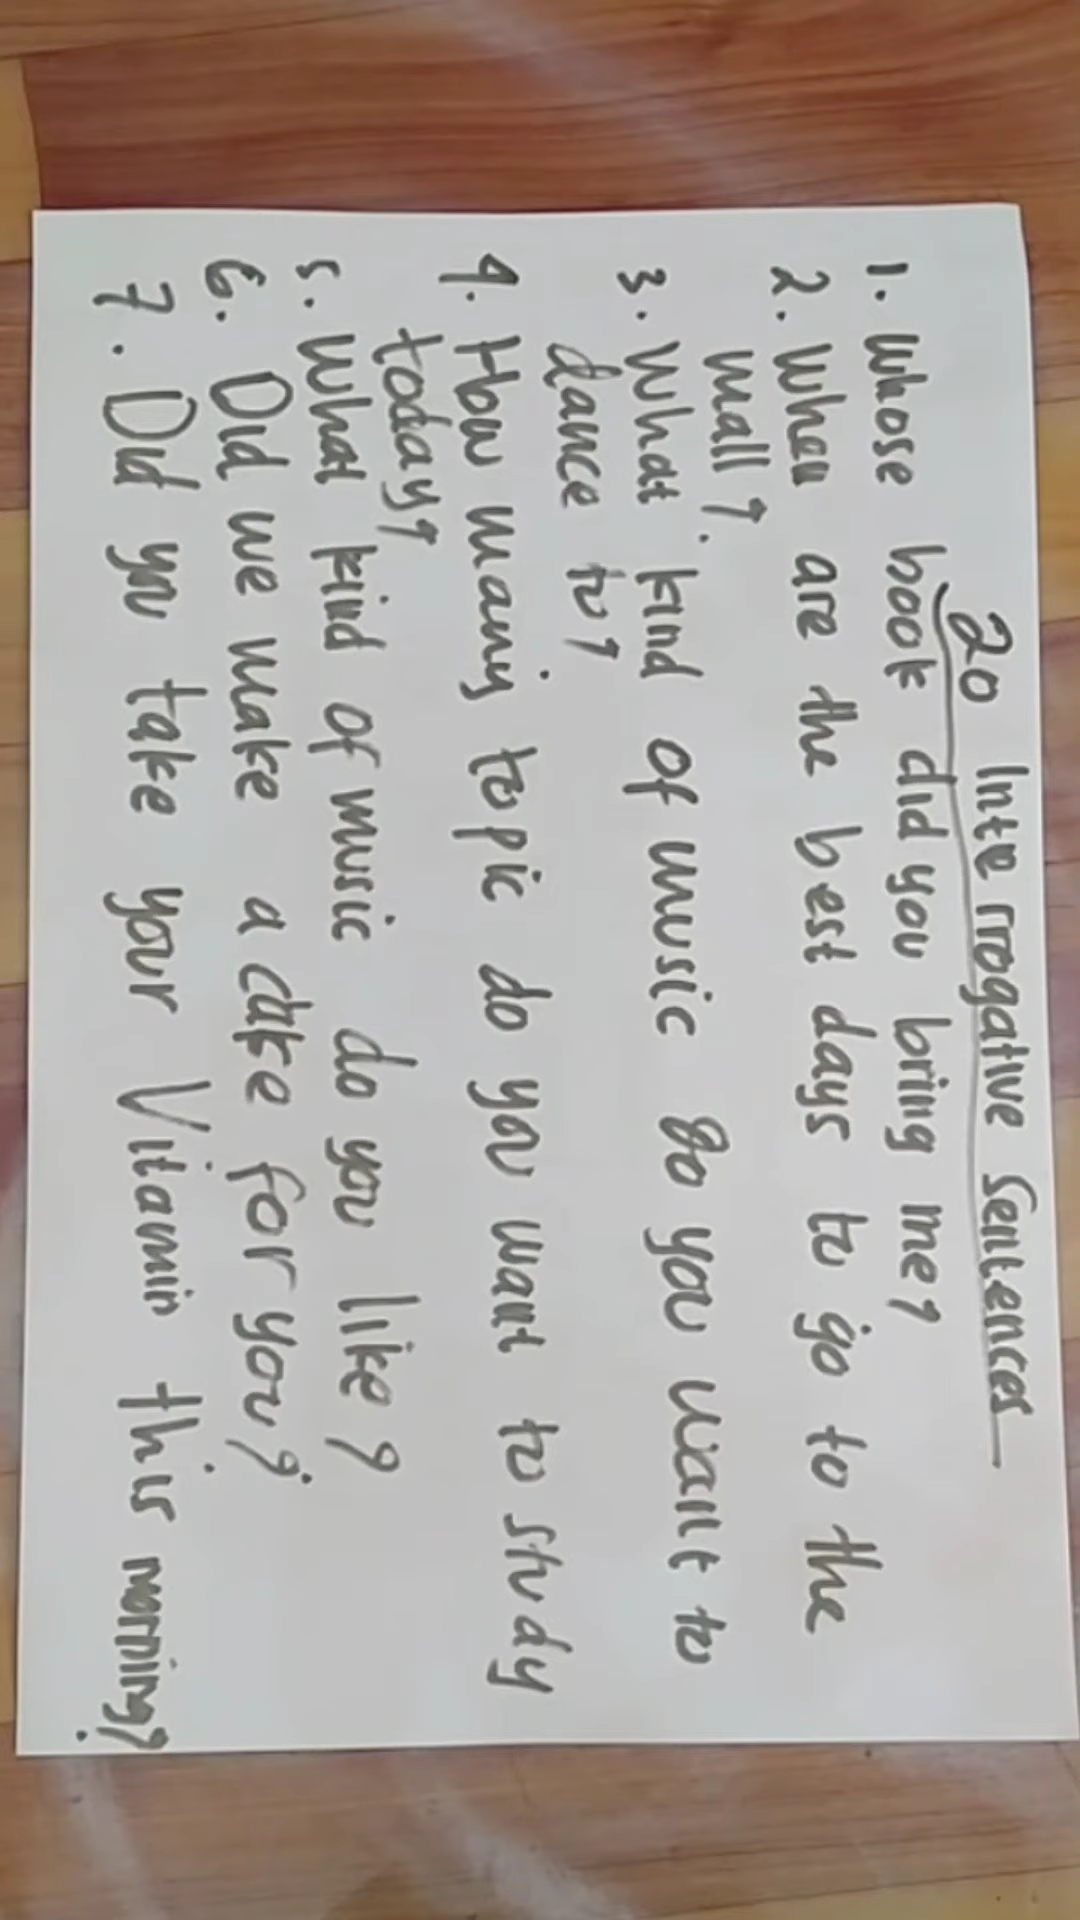 20 Interrogative Sentences
1. Whose book did you bring me?
2. When are the best days to go to the
mall?
3. What kind of music do you want to
dance to?
4. How many topic do you want to study
today?
5. What kind of music do you like?
6. Did we make a cake for you?
7. Did you take your Vitamin this morning?